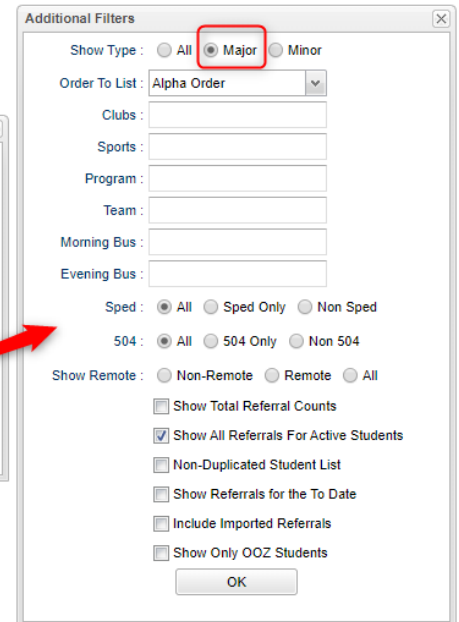 Additional Filters
Show Type : All Major Minor
Order To List : Alpha Order
Clubs :
Sports :
Program :
Team :
Morning Bus :
Evening Bus :
Sped : All Sped Only Non Sped
504 : All 504 Only Non 504
Show Remote : Non-Remote Remote All
Show Total Referral Counts
Show All Referrals For Active Students
Non-Duplicated Student List
Show Referrals for the To Date
Include Imported Referrals
Show Only OOZ Students
OK